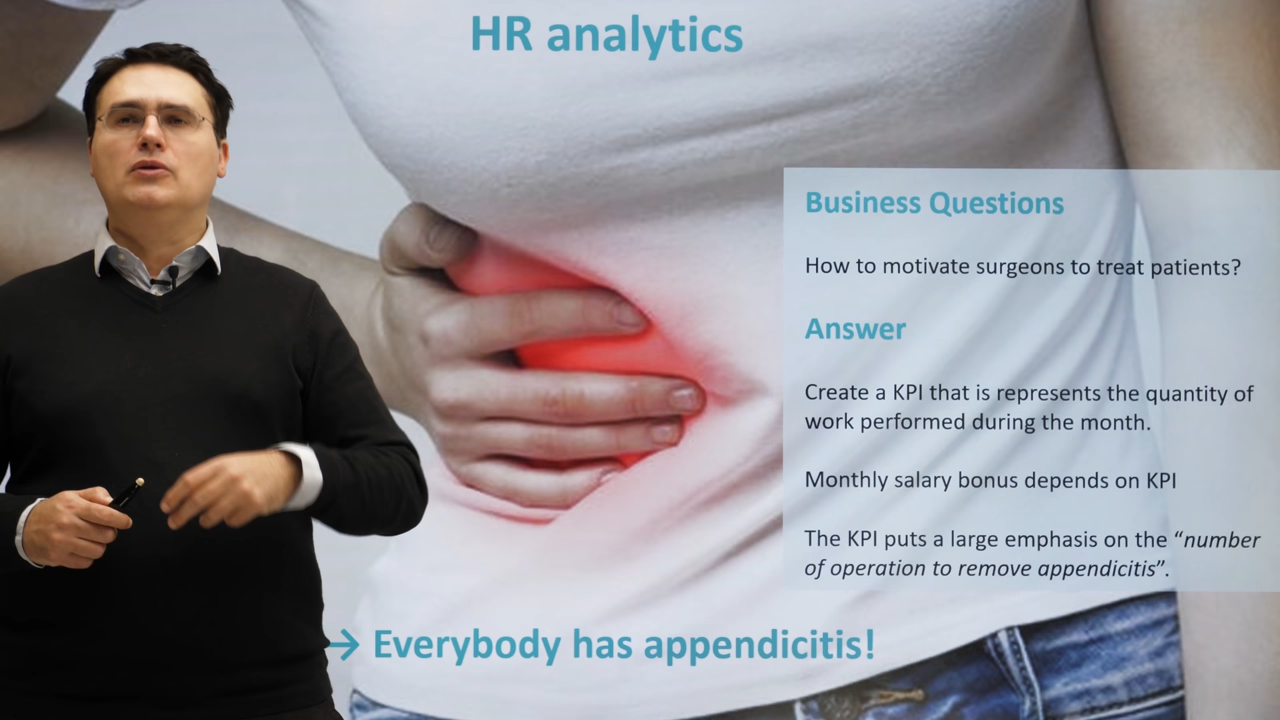 HR analytics
Business Questions
How to motivate surgeons to treat patients?
Answer
Create a KPI that is represents the quantity of
work performed during the month.
Monthly salary bonus depends on KPI
The KPI puts a large emphasis on the “number
of operation to remove appendicitis”.
→ Everybody has appendicitis!